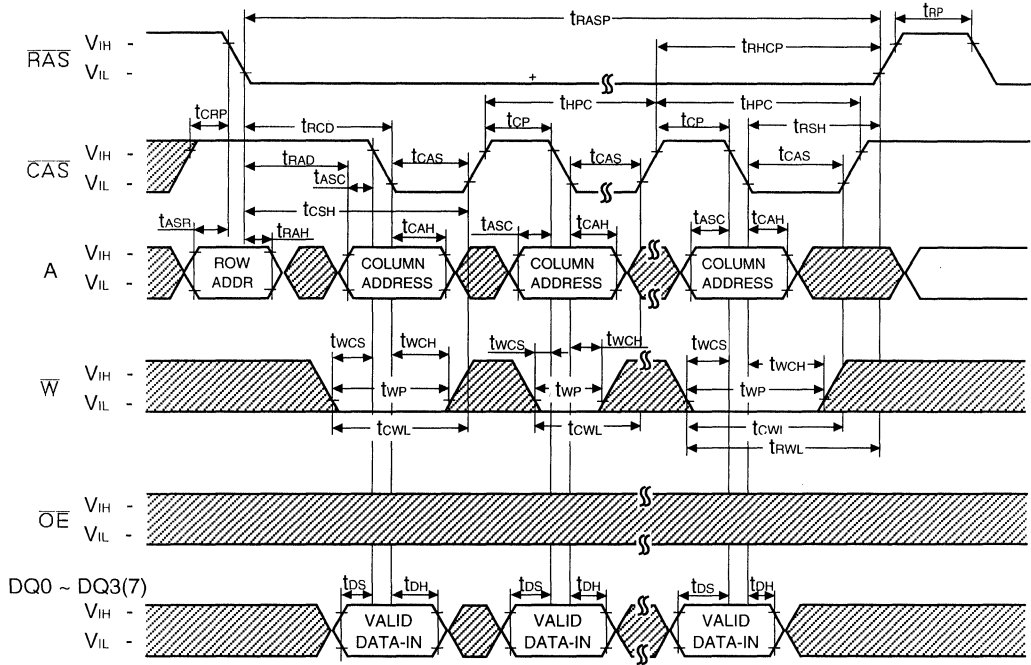 tRASP
tRP
RAS
VIH -
VIL -
tRHCP
+
tCRP
tHPC
tHPC
tRCD
tCP
tCP
tRSH
CAS
VIH -
VIL -
tRAD
tCAS
tCAS
tCAS
tASC
tCSH
tASR
tRAH
tCAH
tASC
tCAH
tASC
tCAH
A
VIH -
VIL -
ROW
ADDR
COLUMN
ADDRESS
COLUMN
ADDRESS
COLUMN
ADDRESS
tWCS
tWCH
tWCS
tWCH
tWCS
tWCH
W
VIH -
VIL -
tWP
tWP
tWP
tCWL
tCWL
tCWL
tRWL
OE
VIH -
VIL -
DQ0 ~ DQ3(7)
VIH -
VIL -
tDS
tDH
tDS
tDH
tDS
tDH
VALID
DATA-IN
VALID
DATA-IN
VALID
DATA-IN